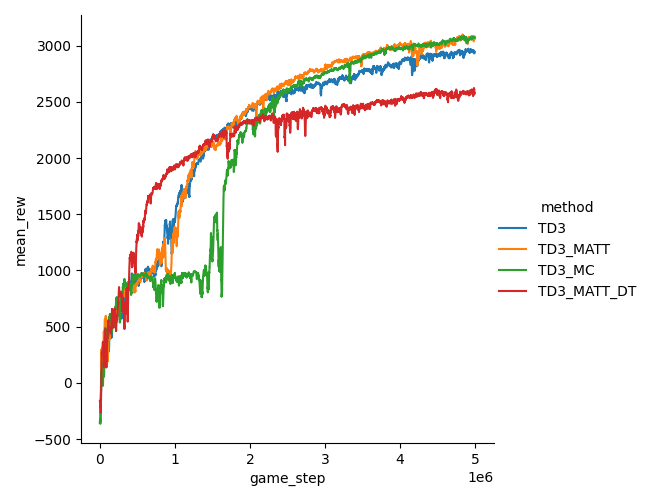 3000
2500
2000
1500
1000
500
0
−500
mean_rew
0
1
2
3
4
5
1e6
game_step
method
TD3
TD3_MATT
TD3_MC
TD3_MATT_DT